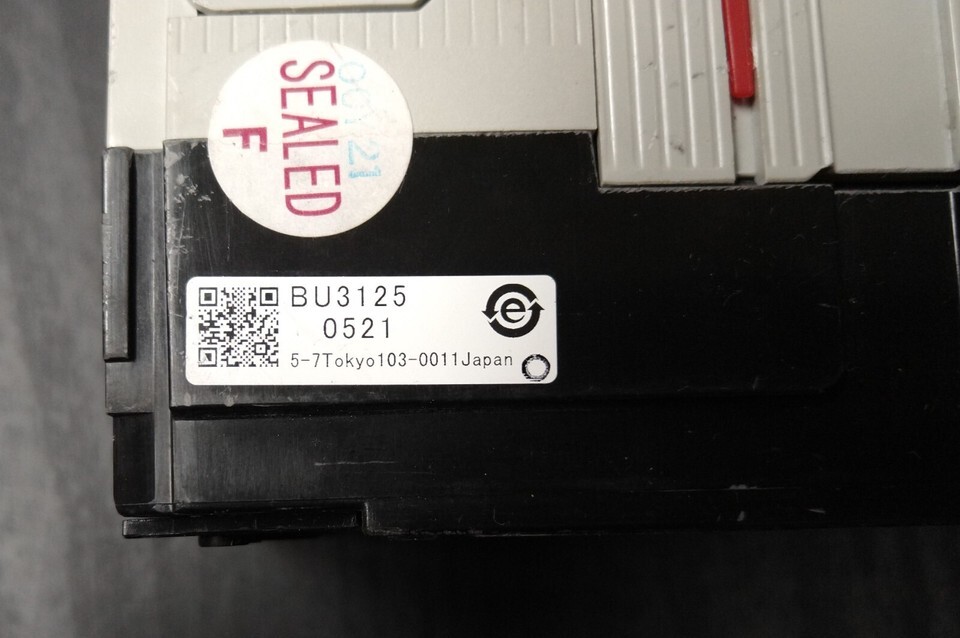 SEALED
F
BU3125
0521
5-7Tokyo103-0011Japan
e